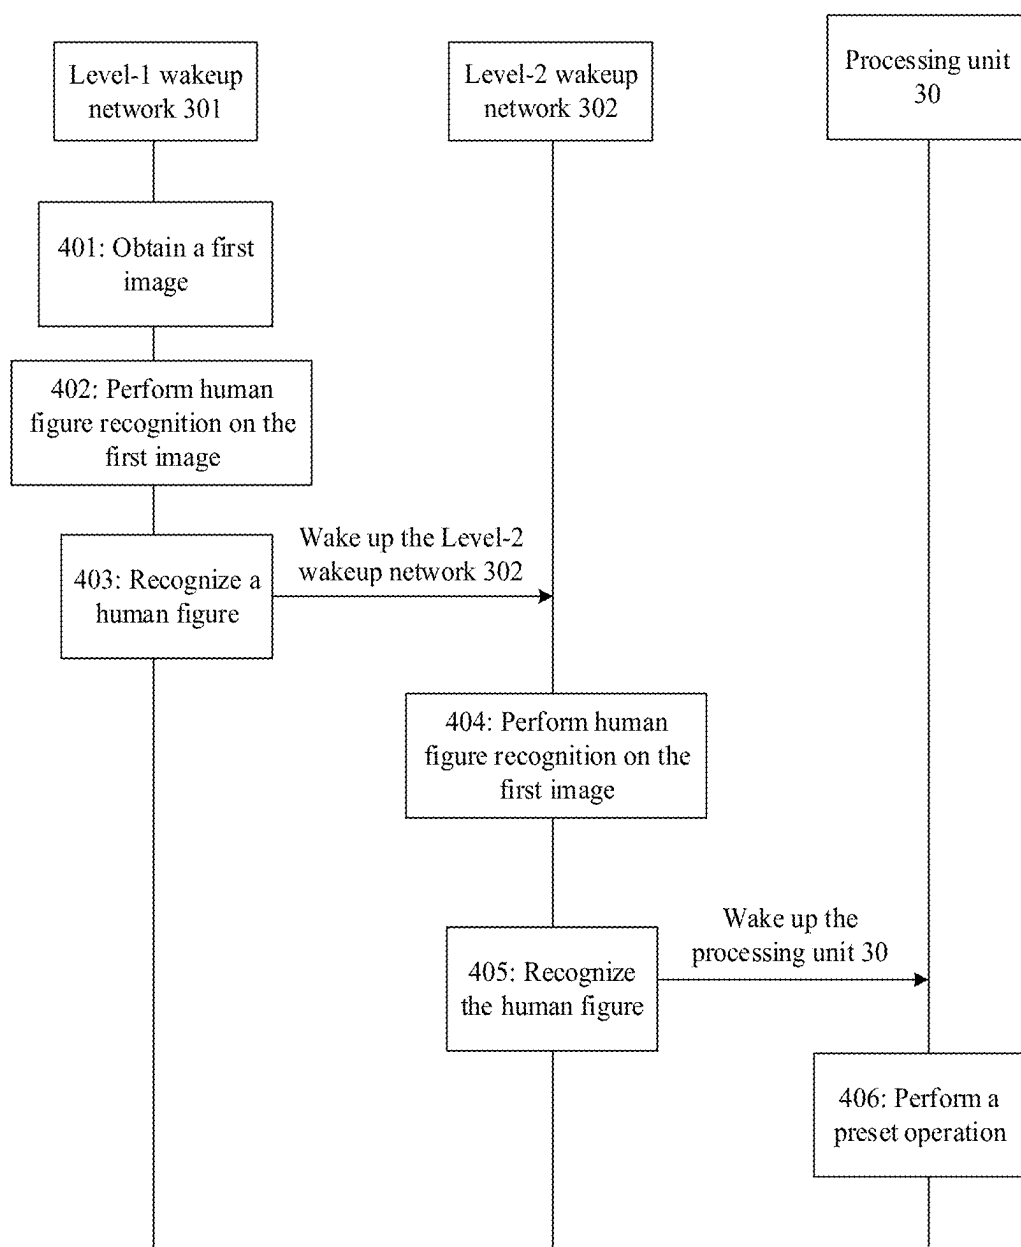 Level-1 wakeup
network 301
Level-2 wakeup
network 302
Processing unit
30
401: Obtain a first
image
402: Perform human
figure recognition on the
first image
403: Recognize a
human figure
Wake up the Level-2
wakeup network 302
404: Perform human
figure recognition on the
first image
405: Recognize
the human figure
Wake up the
processing unit 30
406: Perform a
preset operation